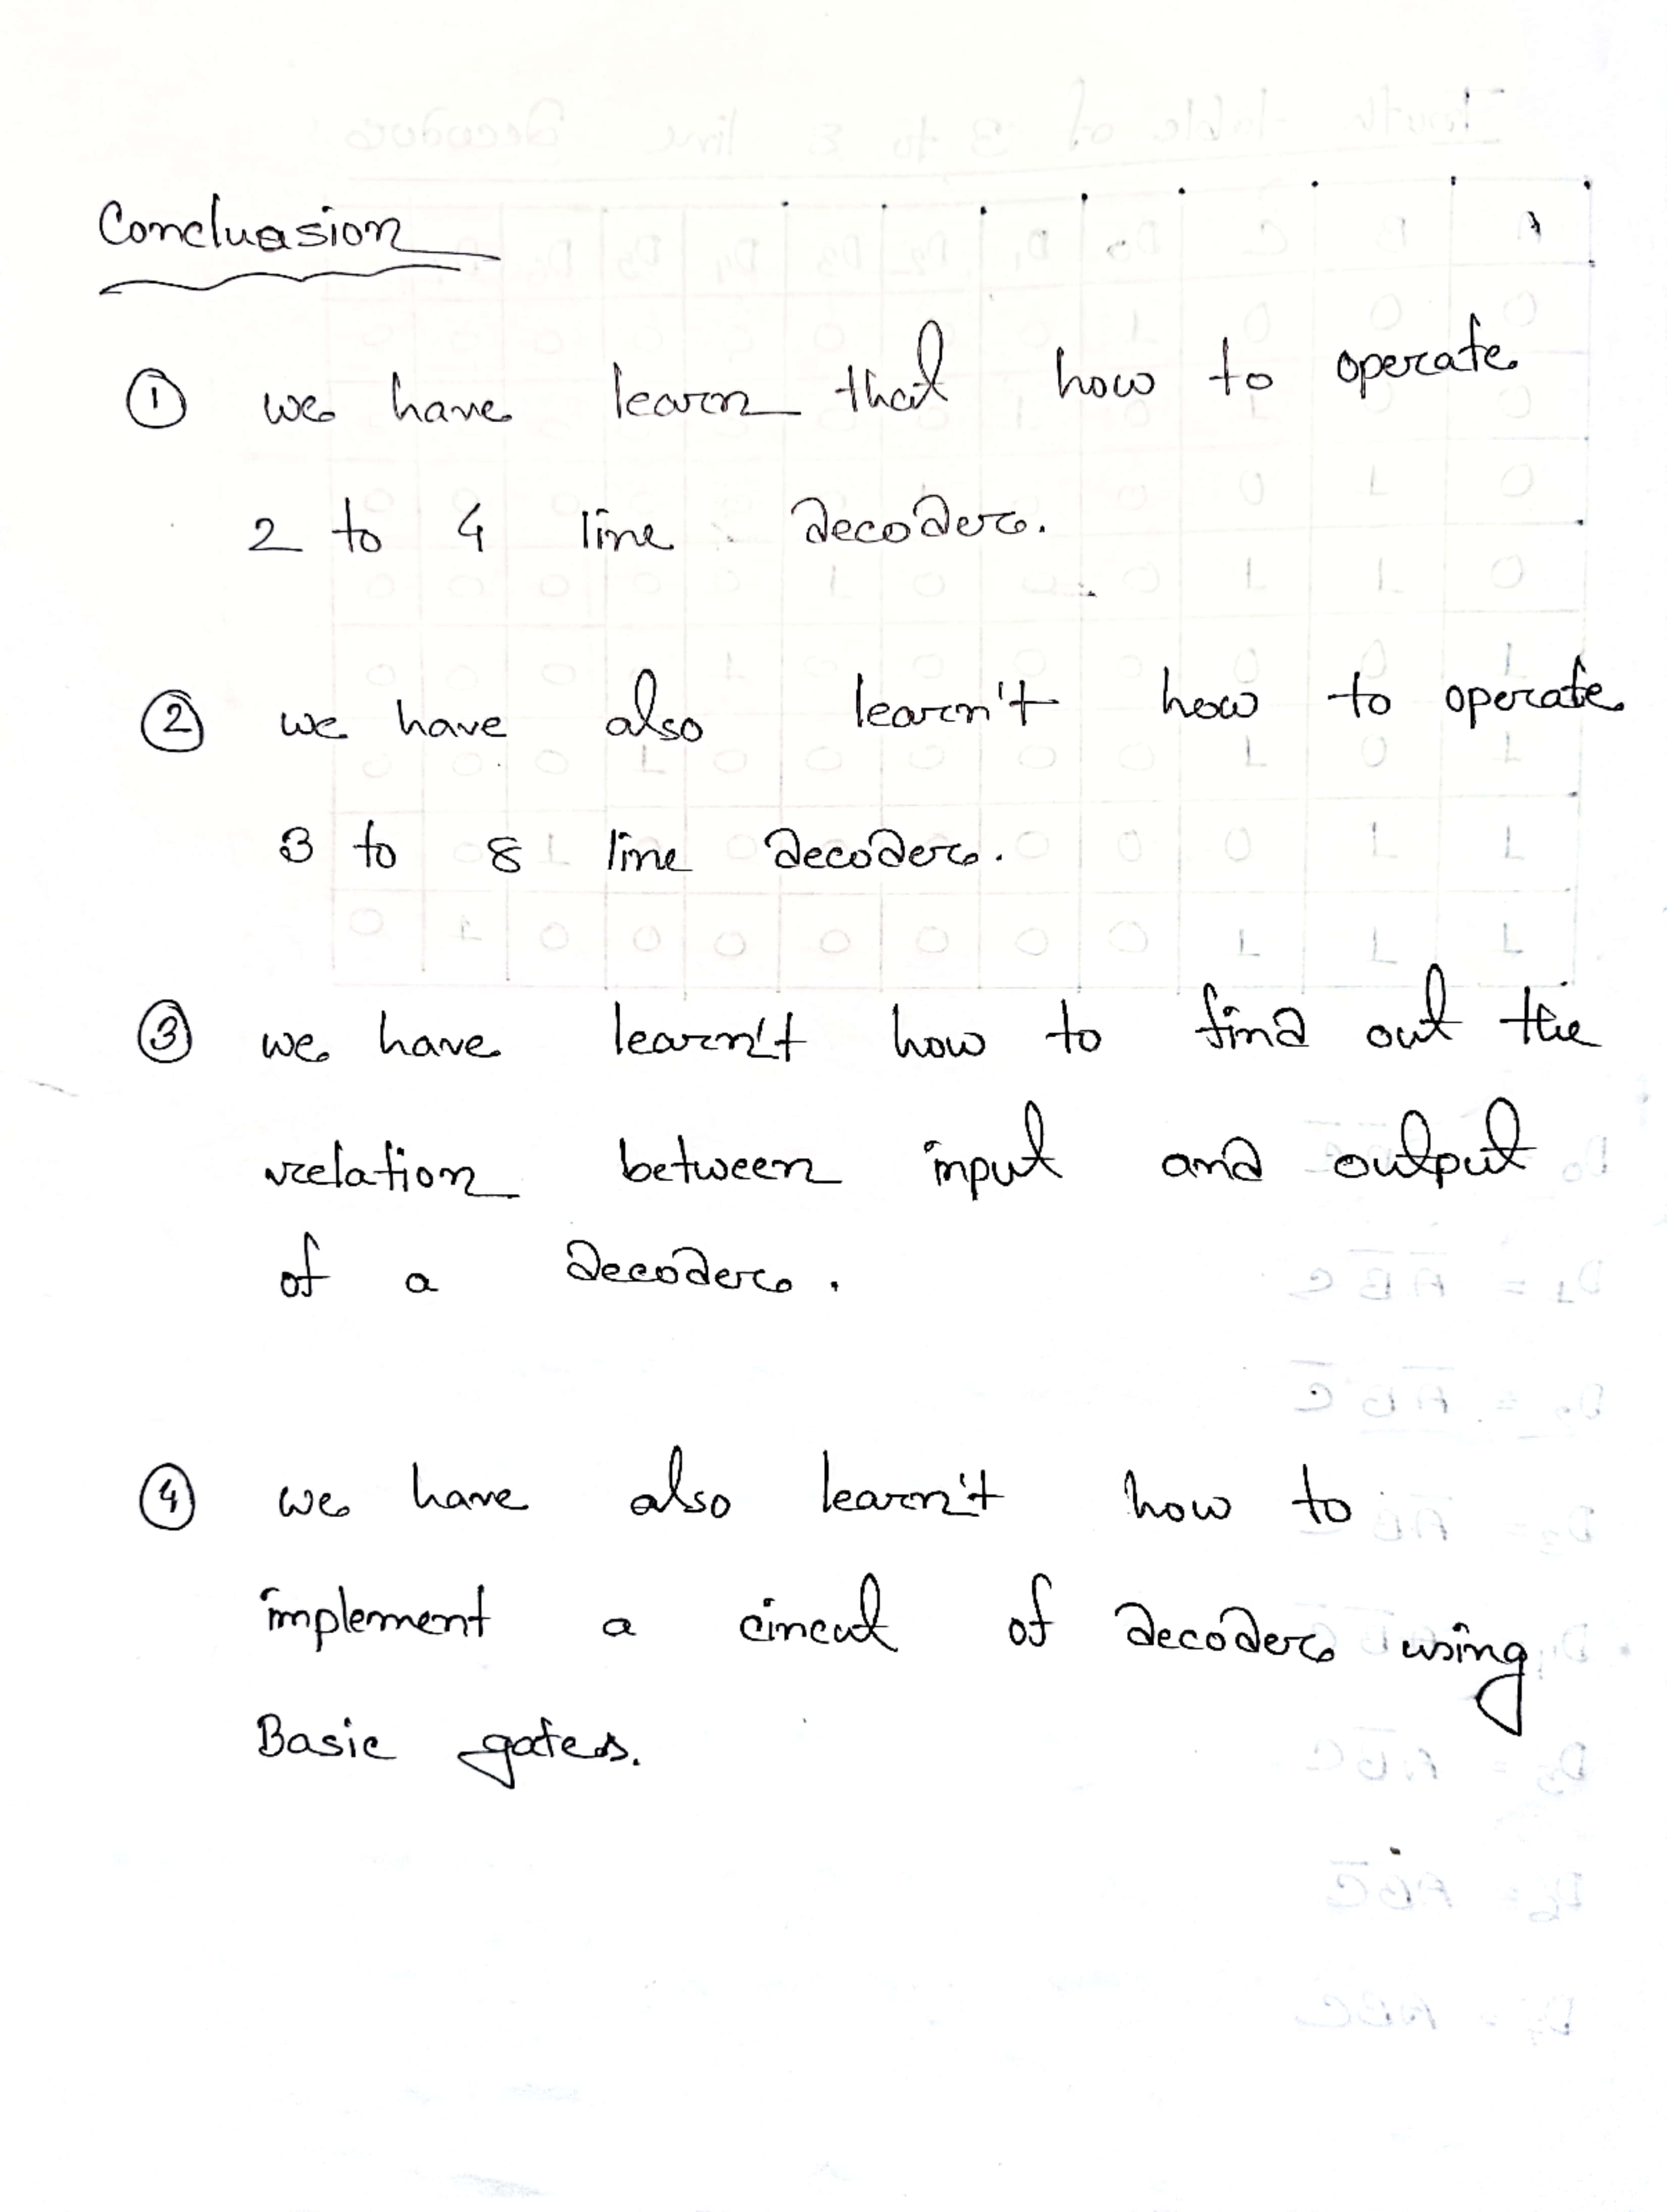 Concluasion
① we have learn that how to operate
2 to 4 line decoder.
② we have also learn't how to operate
3 to 8 line decoder.
③ we have learn't how to find out the
relation between input and output
of a decoder.
④ we have also learn't how to
implement a circut of decoder using
Basic gates.